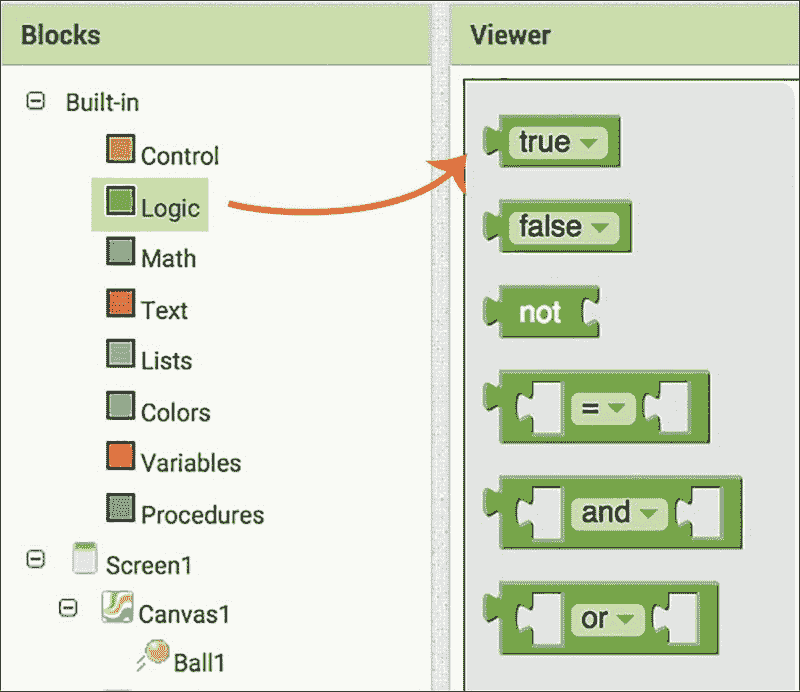 Blocks
Built-in
Control
Logic
Math
Text
Lists
Colors
Variables
Procedures
Screen1
Canvas1
Ball1
Viewer
true
false
not
=
and
or